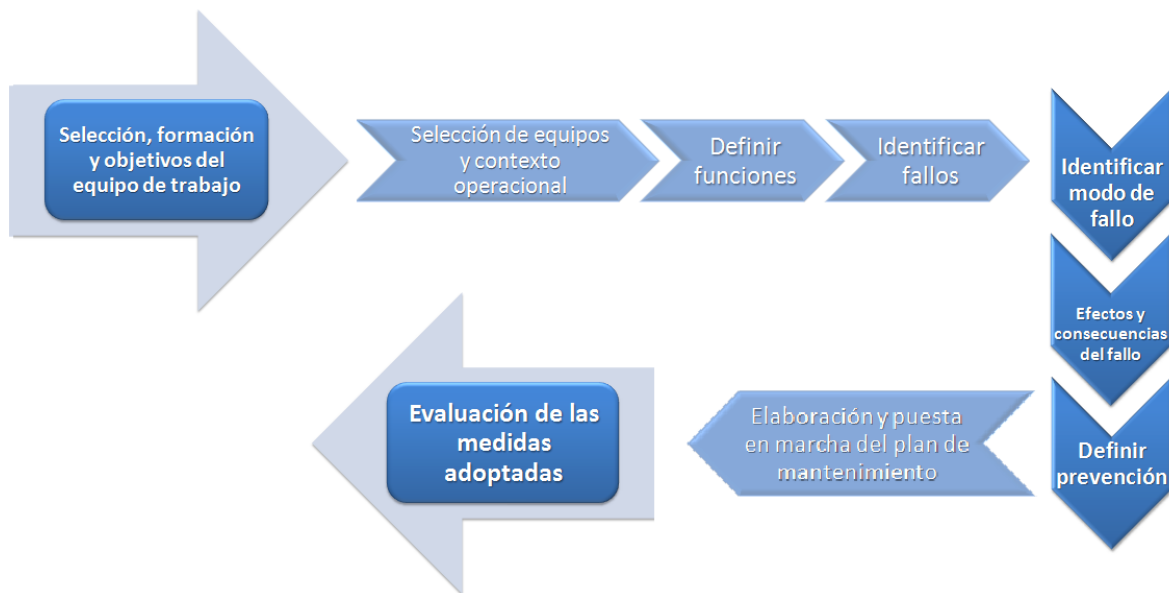 Selección, formación
y objetivos del
equipo de trabajo
Selección de equipos
y contexto
operacional
Definir
funciones
Identificar
fallos
Identificar
modo de
fallo
Efectos y
consecuencias
del fallo
Definir
prevención
Elaboración y puesta
en marcha del plan de
mantenimiento
Evaluación de las
medidas
adoptadas